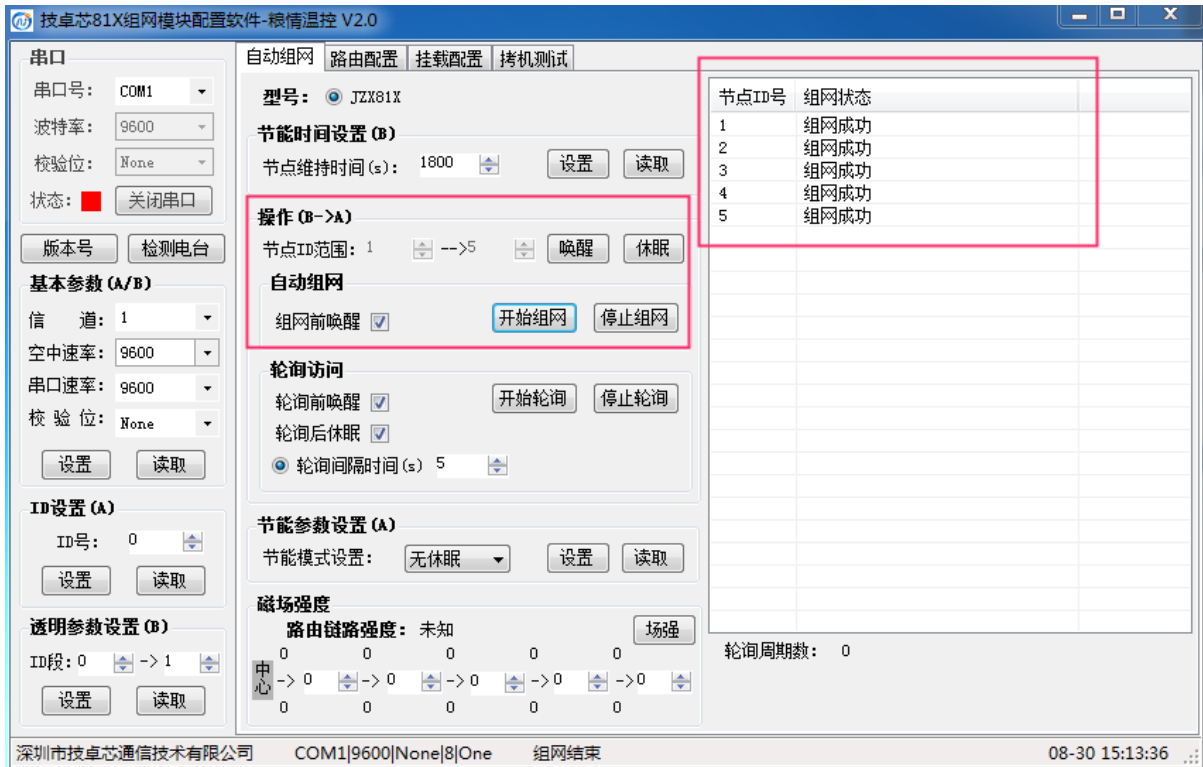 技卓芯81X组网模块配置软件-粮情温控 V2.0
串口
串口号: COM1
波特率: 9600
校验位: None
状态: 关闭串口
版本号 检测电台
基本参数(A/B)
信 道: 1
空中速率: 9600
串口速率: 9600
校 验 位: None
设置 读取
ID设置(A)
ID号: 0
设置 读取
透明参数设置(B)
ID段: 0 -> 1
设置 读取
自动组网 路由配置 挂载配置 拷机测试
型号: JZX81X
节能时间设置(B)
节点维持时间(s): 1800 设置 读取
操作(B->A)
节点ID范围: 1 -->5 唤醒 休眠
自动组网
组网前唤醒 开始组网 停止组网
轮询访问
轮询前唤醒 开始轮询 停止轮询
轮询后休眠
轮询间隔时间(s) 5
节能参数设置(A)
节能模式设置: 无休眠 设置 读取
磁场强度
路由链路强度: 未知 场强
0 0 0 0 0
中心 -> 0 -> 0 -> 0 ->0 ->0
0 0 0 0 0
节点ID号 组网状态
1 组网成功
2 组网成功
3 组网成功
4 组网成功
5 组网成功
轮询周期数: 0
深圳市技卓芯通信技术有限公司 COM1|9600|None|8|One 组网结束 08-30 15:13:36